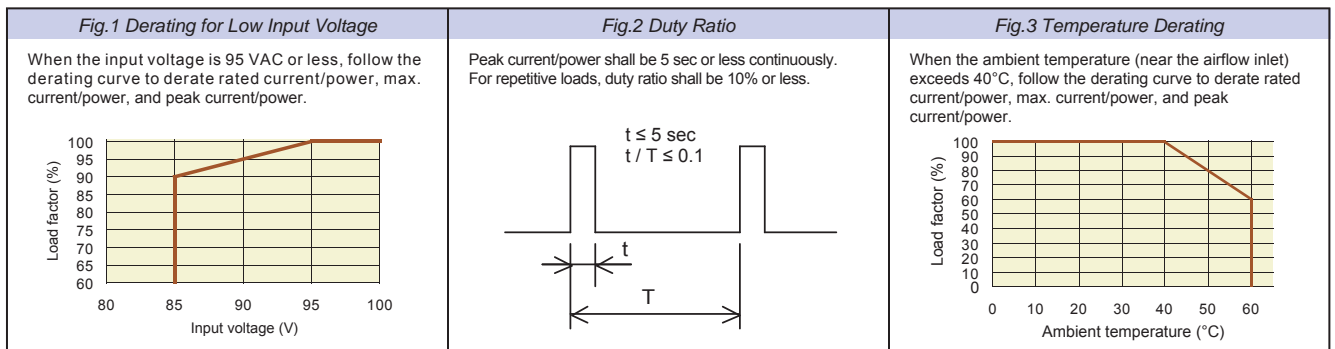 Fig.1 Derating for Low Input Voltage
When the input voltage is 95 VAC or less, follow the
derating curve to derate rated current/power, max.
current/power, and peak current/power.
Load factor (%)
100
95
90
85
80
75
70
65
60
80 85 90 95 100
Input voltage (V)
Fig.2 Duty Ratio
Peak current/power shall be 5 sec or less continuously.
For repetitive loads, duty ratio shall be 10% or less.
t ≤ 5 sec
t / T ≤ 0.1
t
T
Fig.3 Temperature Derating
When the ambient temperature (near the airflow inlet)
exceeds 40°C, follow the derating curve to derate rated
current/power, max. current/power, and peak
current/power.
Load factor (%)
100
90
80
70
60
50
40
30
20
10
0
0 10 20 30 40 50 60
Ambient temperature (°C)